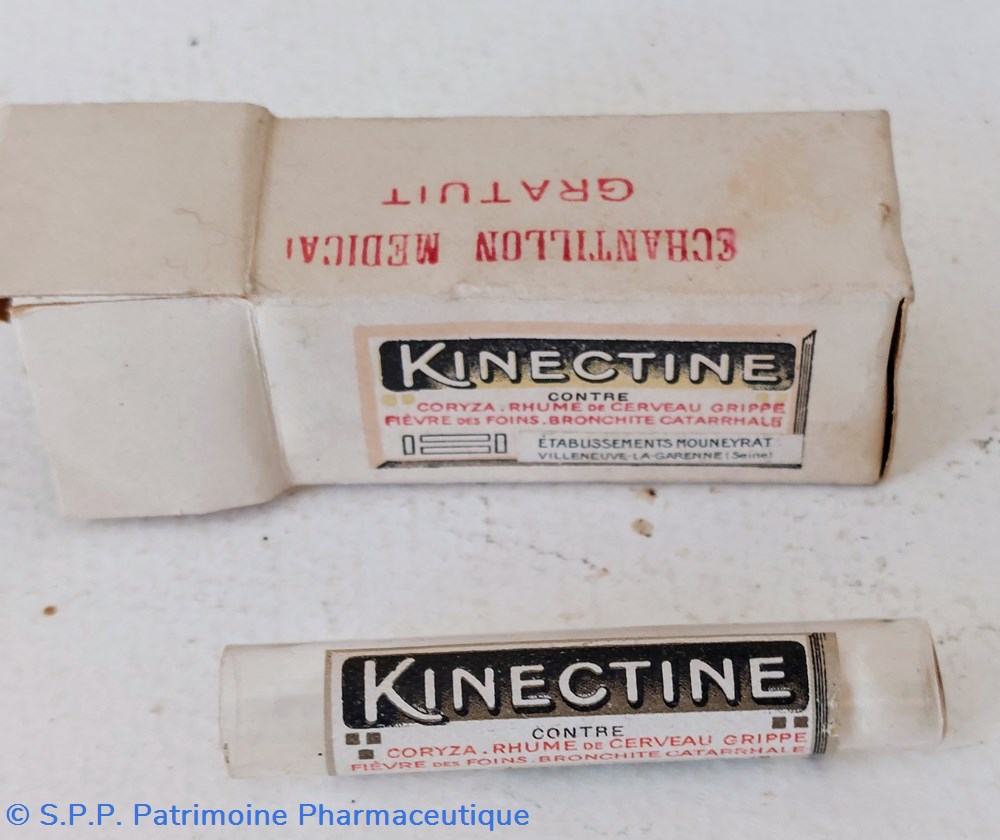 ECHANTILLON MEDICAL
GRATUIT
KINECTINE
CONTRE
CORYZA . RHUME DE CERVEAU GRIPPE
FIÈVRE DES FOINS . BRONCHITE CATARRHALE
ÉTABLISSEMENTS MOUNEYRAT
VILLENEUVE-LA-GARENNE (Seine)
KINECTINE
CONTRE
CORYZA . RHUME DE CERVEAU GRIPPE
FIÈVRE DES FOINS . BRONCHITE CATARRHALE
© S.P.P. Patrimoine Pharmaceutique